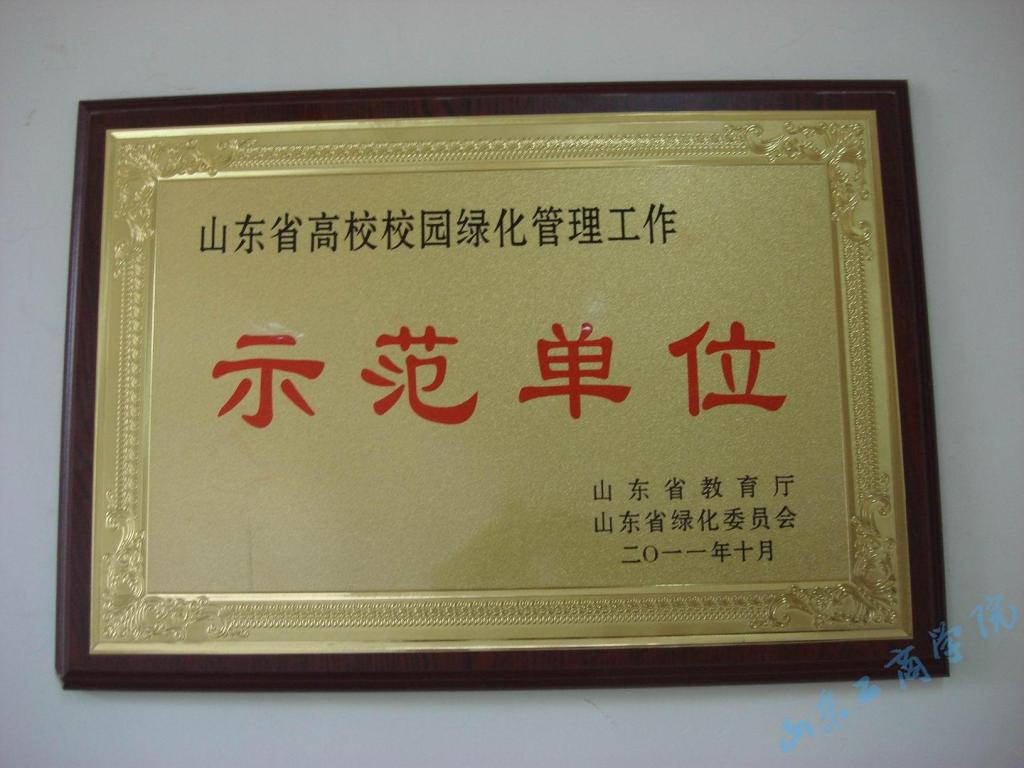 山东省高校校园绿化管理工作
示范单位
山东省教育厅
山东省绿化委员会
二〇一一年十月
山东工商学院